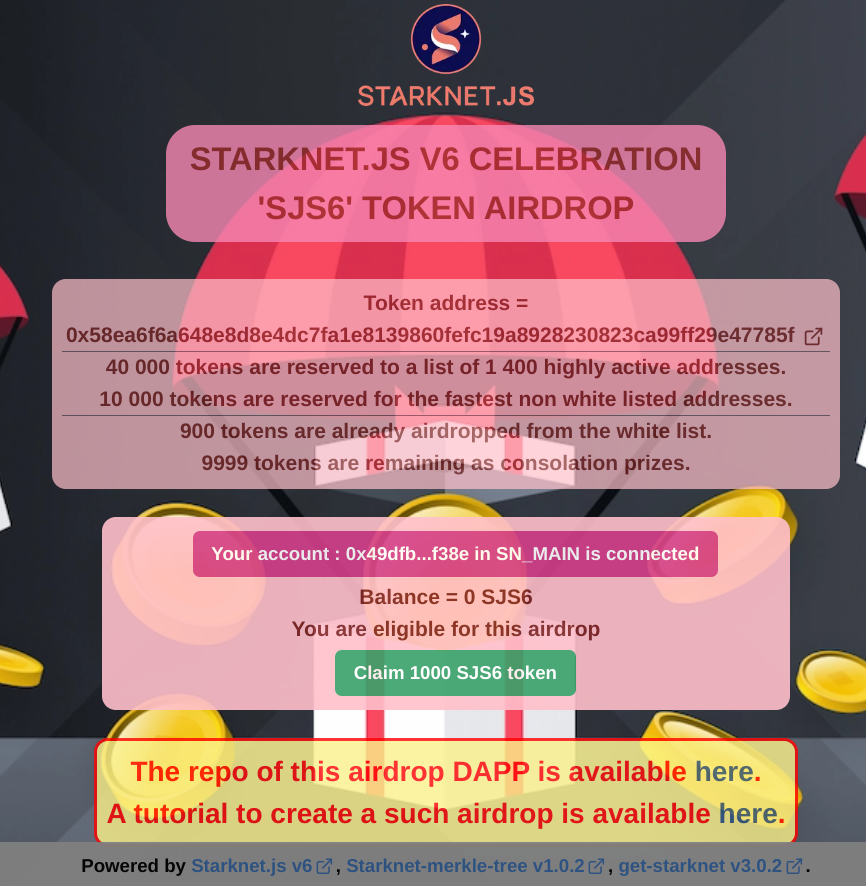 STARKNET.JS
STARKNET.JS V6 CELEBRATION
'SJS6' TOKEN AIRDROP
Token address =
0x58ea6f6a648e8d8e4dc7fa1e8139860fefc19a8928230823ca99ff29e47785f
40 000 tokens are reserved to a list of 1 400 highly active addresses.
10 000 tokens are reserved for the fastest non white listed addresses.
900 tokens are already airdropped from the white list.
9999 tokens are remaining as consolation prizes.
Your account : 0x49dfb...f38e in SN_MAIN is connected
Balance = 0 SJS6
You are eligible for this airdrop
Claim 1000 SJS6 token
The repo of this airdrop DAPP is available here.
A tutorial to create a such airdrop is available here.
Powered by Starknet.js v6 , Starknet-merkle-tree v1.0.2 , get-starknet v3.0.2 .